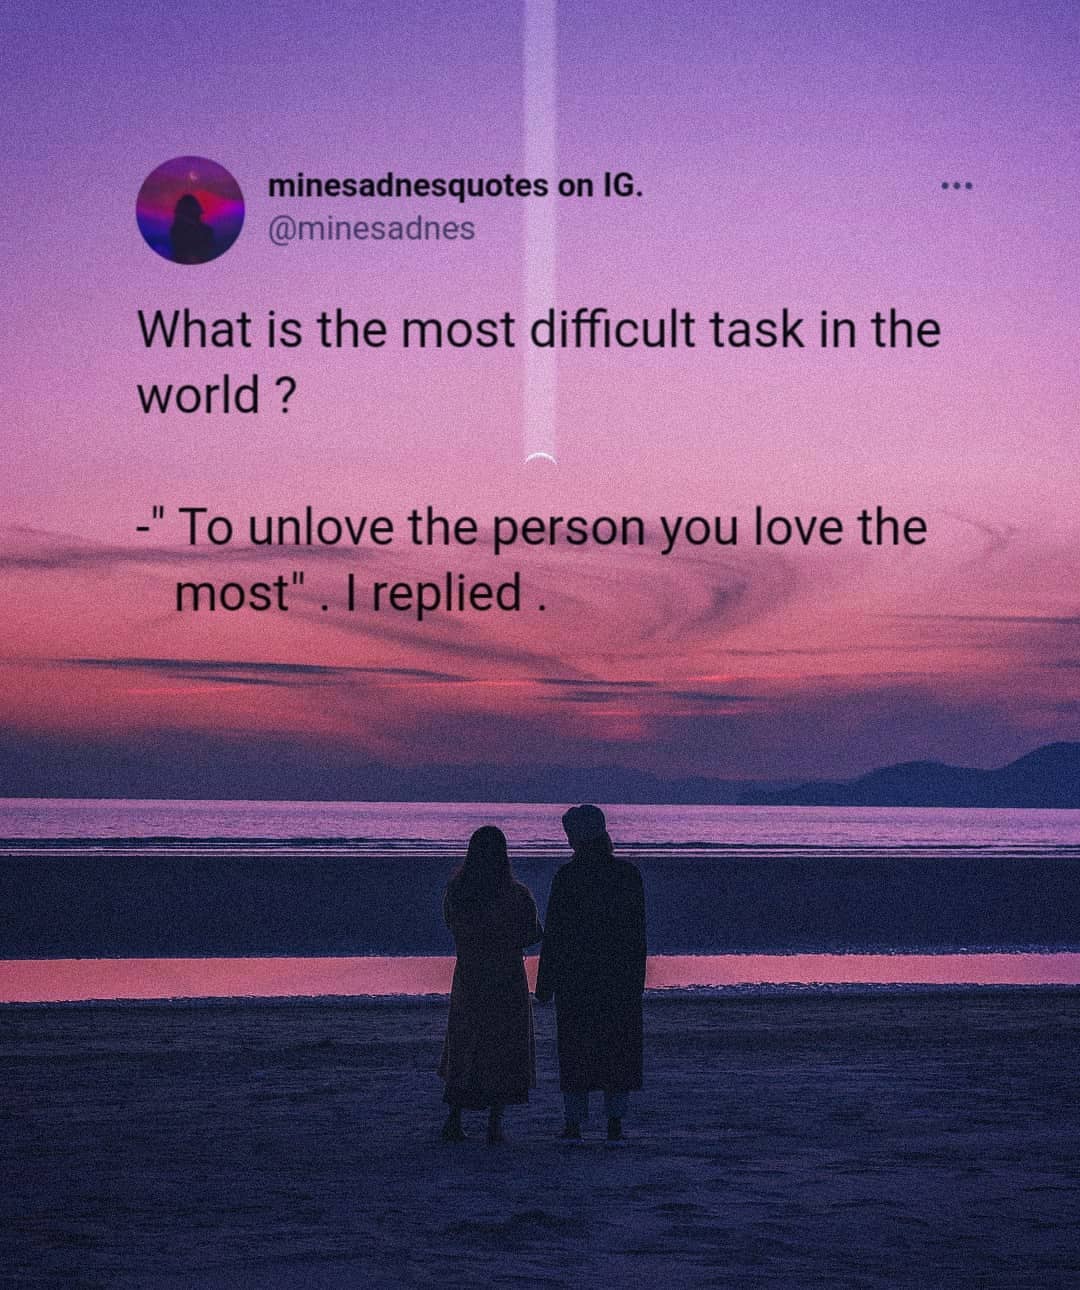 minesadnesquotes on IG.
@minesadnes
What is the most difficult task in the
world ?
-" To unlove the person you love the
most" . I replied .